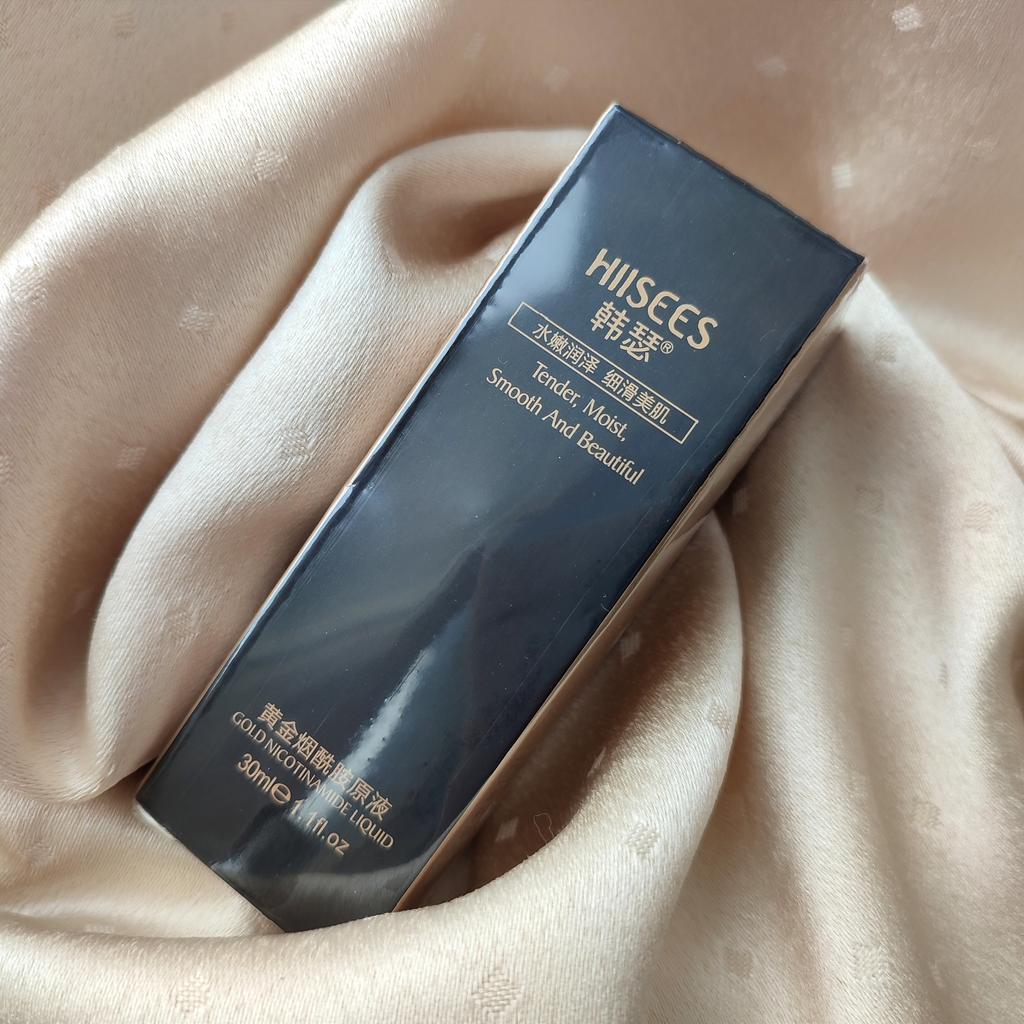 HIISEES
韩瑟®
水嫩润泽 细滑美肌
Tender, Moist,
Smooth And Beautiful
黄金烟酰胺原液
GOLD NICOTINAMIDE LIQUID
30ml℮ 1.1fl.oz